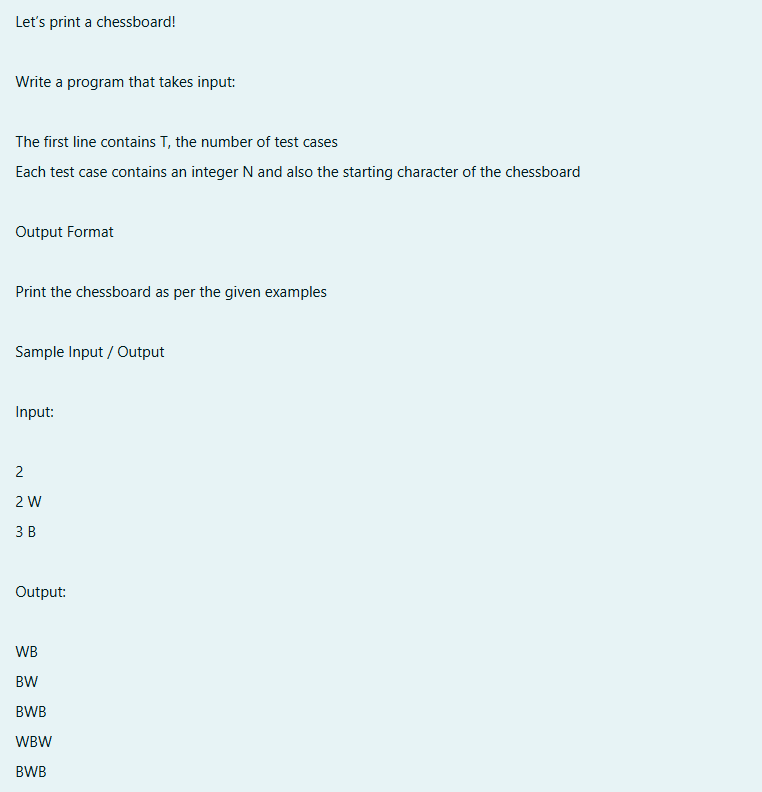 Let’s print a chessboard!
Write a program that takes input:
The first line contains T, the number of test cases
Each test case contains an integer N and also the starting character of the chessboard
Output Format
Print the chessboard as per the given examples
Sample Input / Output
Input:
2
2 W
3 B
Output:
WB
BW
BWB
WBW
BWB